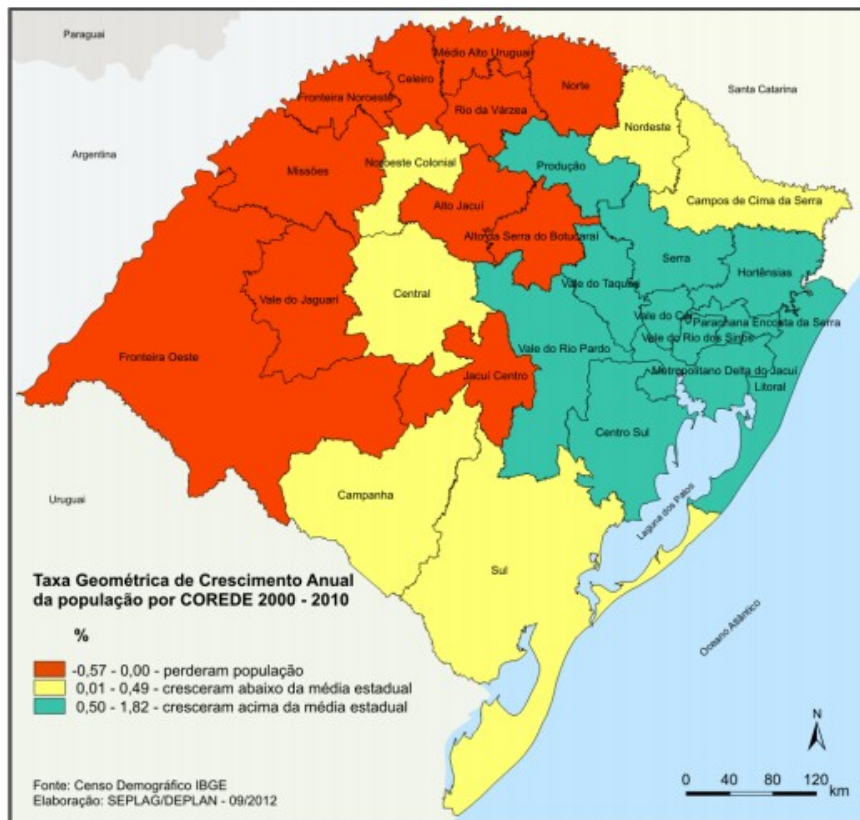 Paraguai
Médio Alto Uruguai
Celeiro
Norte
Fronteira Noroeste
Rio da Várzea
Santa Catarina
Nordeste
Argentina
Noroeste Colonial
Produção
Missões
Campos de Cima da Serra
Alto Jacuí
Alto da Serra do Botucaraí
Serra
Hortênsias
Vale do Taquari
Central
Vale do Jaguari
Vale do Caí
Paranhana Encosta da Serra
Vale do Rio dos Sinos
Vale do Rio Pardo
Fronteira Oeste
Metropolitano Delta do Jacuí
Jacuí Centro
Litoral
Centro Sul
Campanha
Uruguai
Laguna dos Patos
Sul
Oceano Atlântico
Taxa Geométrica de Crescimento Anual
da população por COREDE 2000 - 2010
%
-0,57 - 0,00 - perderam população
0,01 - 0,49 - cresceram abaixo da média estadual
0,50 - 1,82 - cresceram acima da média estadual
N
Fonte: Censo Demográfico IBGE
Elaboração: SEPLAG/DEPLAN - 09/2012
0 40 80 120
km